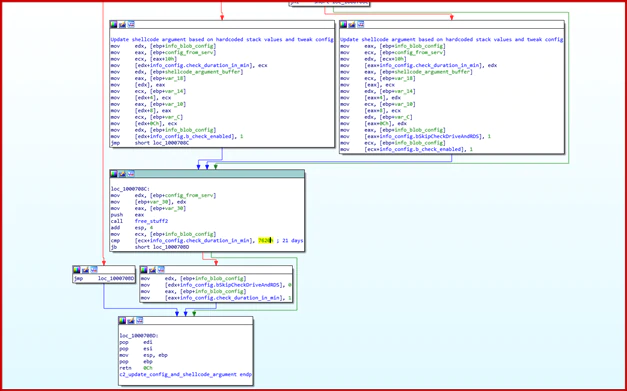 short loc_1000708C
Update shellcode argument based on hardcoded stack values and tweak config
mov edx, [ebp+info_blob_config]
mov eax, [ebp+config_from_serv]
mov ecx, [eax+10h]
mov [edx+info_config.check_duration_in_min], ecx
mov edx, [ebp+shellcode_argument_buffer]
mov eax, [ebp+var_18]
mov [edx], eax
mov ecx, [ebp+var_14]
mov [edx+4], ecx
mov eax, [ebp+var_10]
mov [edx+8], eax
mov ecx, [ebp+var_C]
mov [edx+0Ch], ecx
mov edx, [ebp+info_blob_config]
mov [edx+info_config.b_check_enabled], 1
jmp short loc_1000708C
Update shellcode argument based on hardcoded stack values and tweak config
mov eax, [ebp+info_blob_config]
mov ecx, [ebp+config_from_serv]
mov edx, [ecx+10h]
mov [eax+info_config.check_duration_in_min], edx
mov eax, [ebp+shellcode_argument_buffer]
mov ecx, [ebp+var_18]
mov [eax], ecx
mov edx, [ebp+var_14]
mov [eax+4], edx
mov ecx, [ebp+var_10]
mov [eax+8], ecx
mov edx, [ebp+var_C]
mov [eax+0Ch], edx
mov eax, [ebp+info_blob_config]
mov [eax+info_config.bSkipCheckDriveAndRDS], 1
mov ecx, [ebp+info_blob_config]
mov [ecx+info_config.b_check_enabled], 1
loc_1000708C:
mov edx, [ebp+config_from_serv]
mov [ebp+var_30], edx
mov eax, [ebp+var_30]
push eax
call free_stuff2
add esp, 4
mov ecx, [ebp+info_blob_config]
cmp [ecx+info_config.check_duration_in_min], 7620h ; 21 days
jb short loc_1000708D
jmp loc_1000708D
mov edx, [ebp+info_blob_config]
mov [edx+info_config.bSkipCheckDriveAndRDS], 0
mov eax, [ebp+info_blob_config]
mov [eax+info_config.check_duration_in_min], 1
loc_1000708D:
pop edi
pop esi
mov esp, ebp
pop ebp
retn 0Ch
c2_update_config_and_shellcode_argument endp